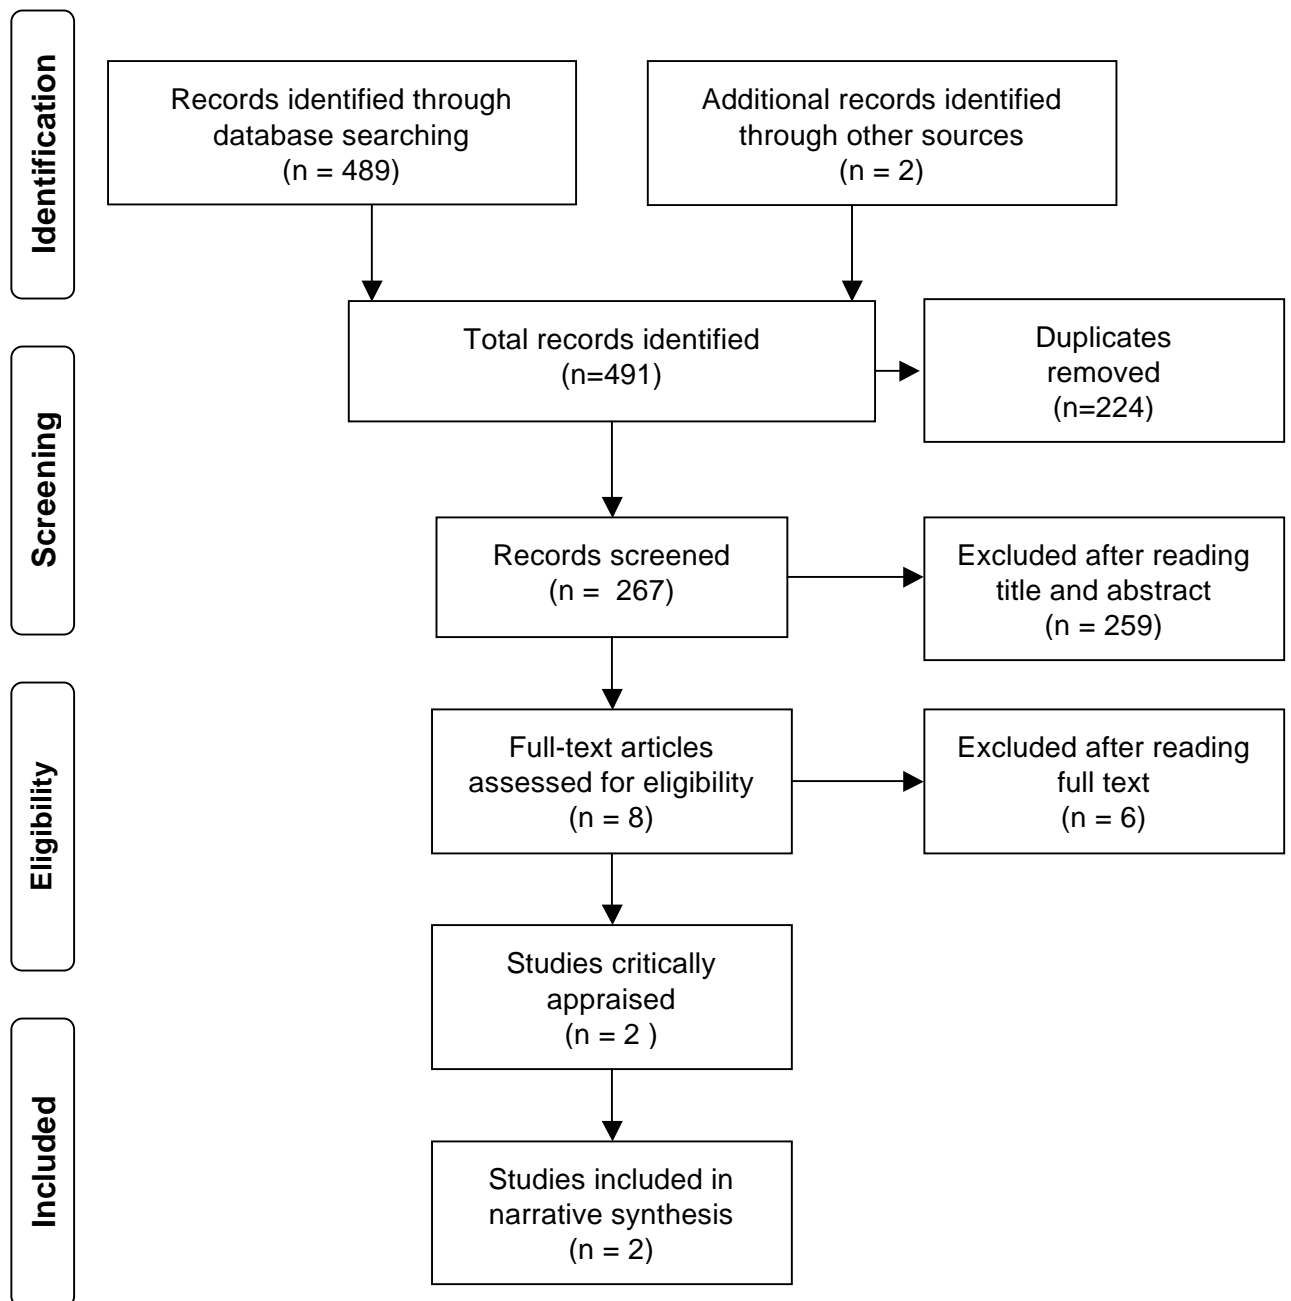 Identification
Records identified through
database searching
(n = 489)
Additional records identified
through other sources
(n = 2)
Total records identified
(n=491)
Duplicates
removed
(n=224)
Screening
Records screened
(n =  267)
Excluded after reading
title and abstract
(n = 259)
Eligibility
Full-text articles
assessed for eligibility
(n = 8)
Excluded after reading
full text
(n = 6)
Studies critically
appraised
(n = 2 )
Included
Studies included in
narrative synthesis
(n = 2)